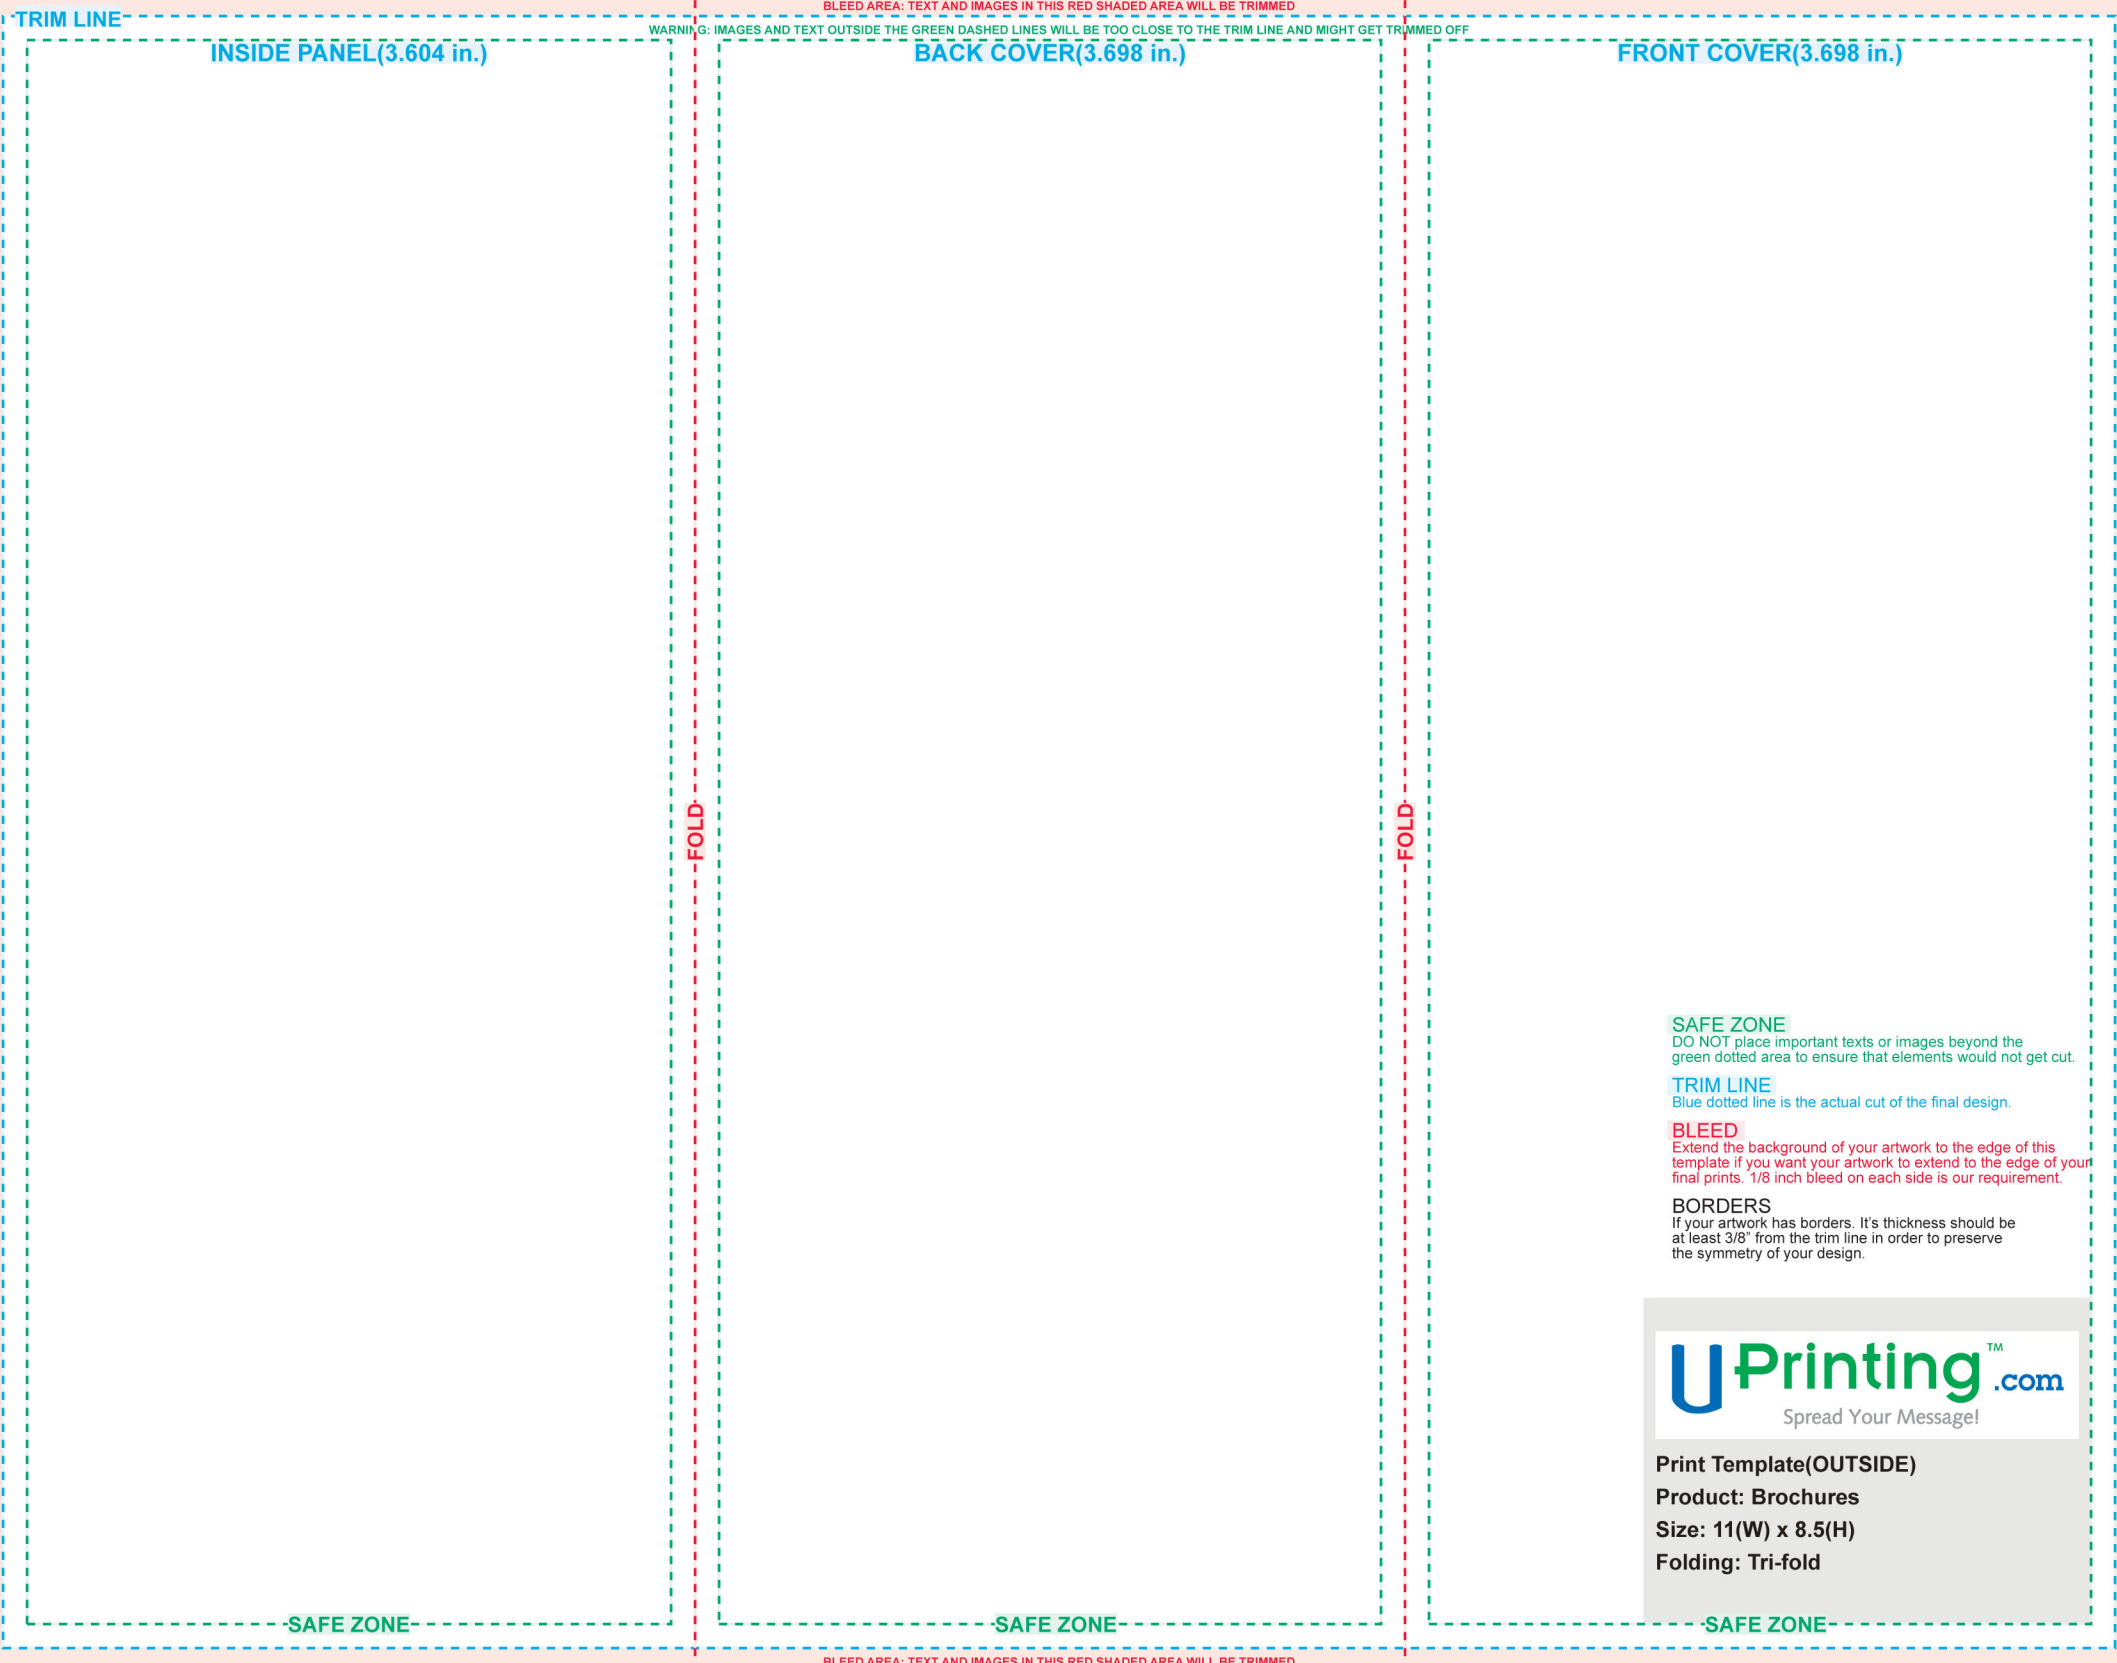 BLEED AREA: TEXT AND IMAGES IN THIS RED SHADED AREA WILL BE TRIMMED
TRIM LINE
WARNING: IMAGES AND TEXT OUTSIDE THE GREEN DASHED LINES WILL BE TOO CLOSE TO THE TRIM LINE AND MIGHT GET TRIMMED OFF
INSIDE PANEL(3.604 in.)
BACK COVER(3.698 in.)
FRONT COVER(3.698 in.)
FOLD
FOLD
SAFE ZONE
DO NOT place important texts or images beyond the
green dotted area to ensure that elements would not get cut.
TRIM LINE
Blue dotted line is the actual cut of the final design.
BLEED
Extend the background of your artwork to the edge of this
template if you want your artwork to extend to the edge of your
final prints. 1/8 inch bleed on each side is our requirement.
BORDERS
If your artwork has borders. It's thickness should be
at least 3/8" from the trim line in order to preserve
the symmetry of your design.
UPrinting™.com
Spread Your Message!
Print Template(OUTSIDE)
Product: Brochures
Size: 11(W) x 8.5(H)
Folding: Tri-fold
SAFE ZONE
SAFE ZONE
SAFE ZONE
BLEED AREA: TEXT AND IMAGES IN THIS RED SHADED AREA WILL BE TRIMMED